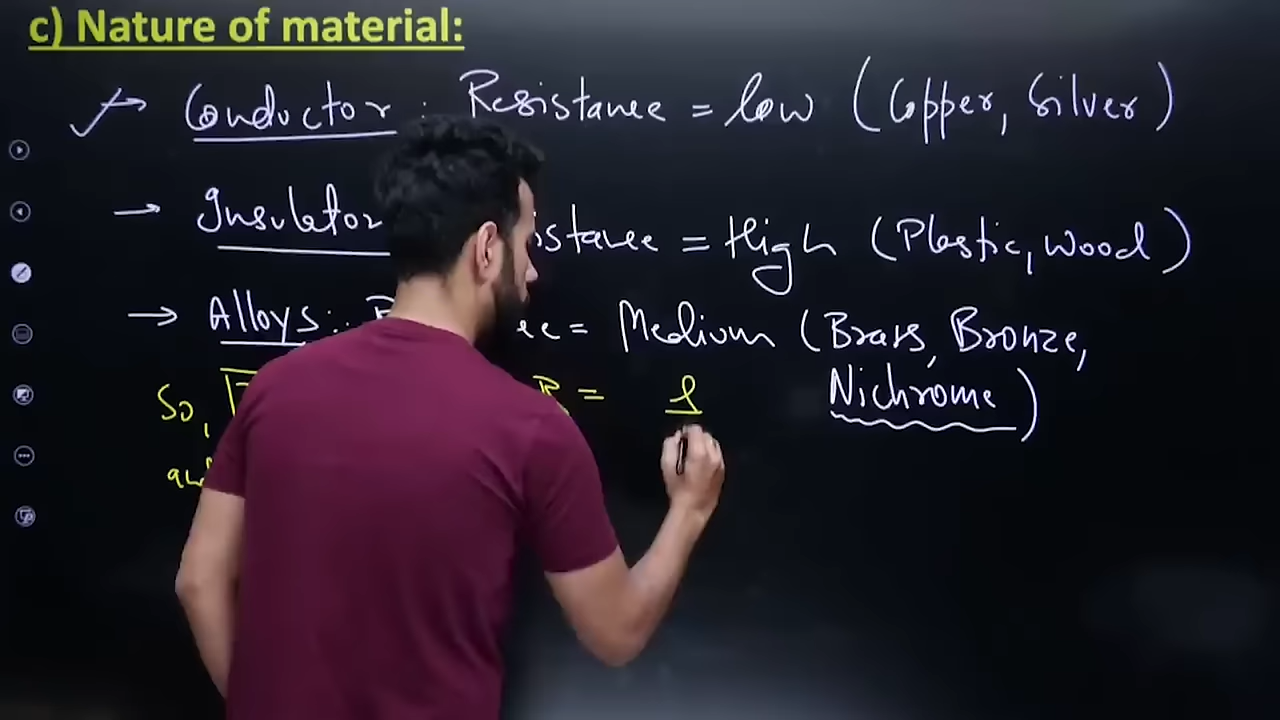 c) Nature of material:
→ Conductor : Resistance = low (Copper, Silver)
→ Insulator istance = High (Plastic, wood)
→ Alloys : ce = Medium (Brass, Bronze,
Nichrome)
So, R = l